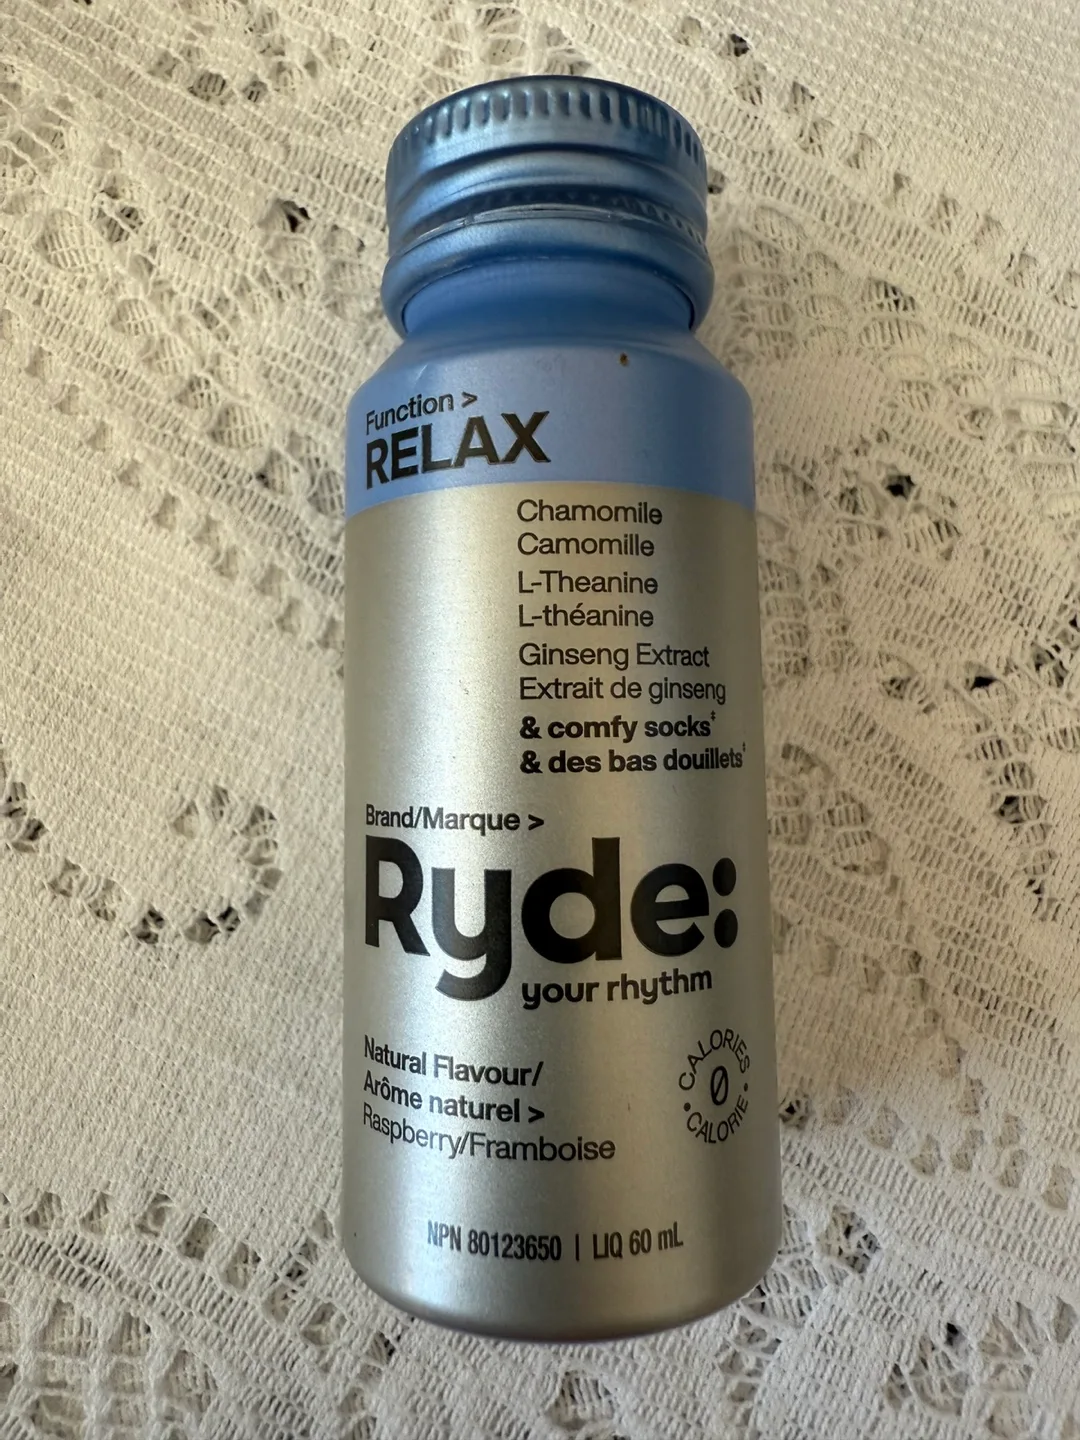 Function >
RELAX
Chamomile
Camomille
L-Theanine
L-théanine
Ginseng Extract
Extrait de ginseng
& comfy socks‡
& des bas douillets‡
Brand/Marque >
Ryde:
your rhythm
Natural Flavour/
Arôme naturel >
Raspberry/Framboise
CALORIES
0
CALORIE
NPN 80123650 | LIQ 60 mL